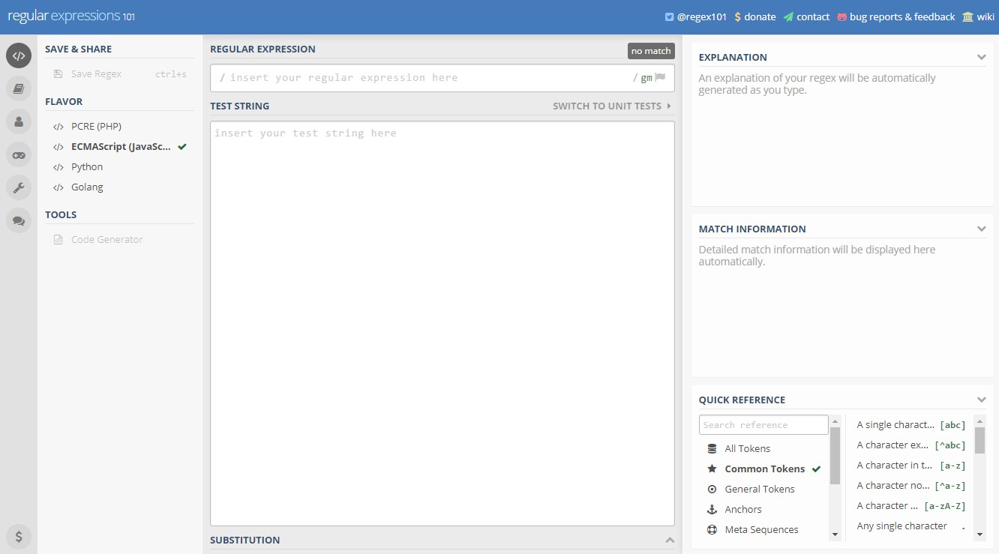 regular expressions 101
@regex101 donate contact bug reports & feedback wiki
SAVE & SHARE
Save Regex ctrl+s
FLAVOR
PCRE (PHP)
ECMAScript (JavaSc...
Python
Golang
TOOLS
Code Generator
REGULAR EXPRESSION
no match
/ insert your regular expression here / gm
TEST STRING
SWITCH TO UNIT TESTS
insert your test string here
SUBSTITUTION
EXPLANATION
An explanation of your regex will be automatically
generated as you type.
MATCH INFORMATION
Detailed match information will be displayed here
automatically.
QUICK REFERENCE
Search reference
All Tokens
Common Tokens
General Tokens
Anchors
Meta Sequences
A single charact... [abc]
A character ex... [^abc]
A character in t... [a-z]
A character no... [^a-z]
A character ... [a-zA-Z]
Any single character .